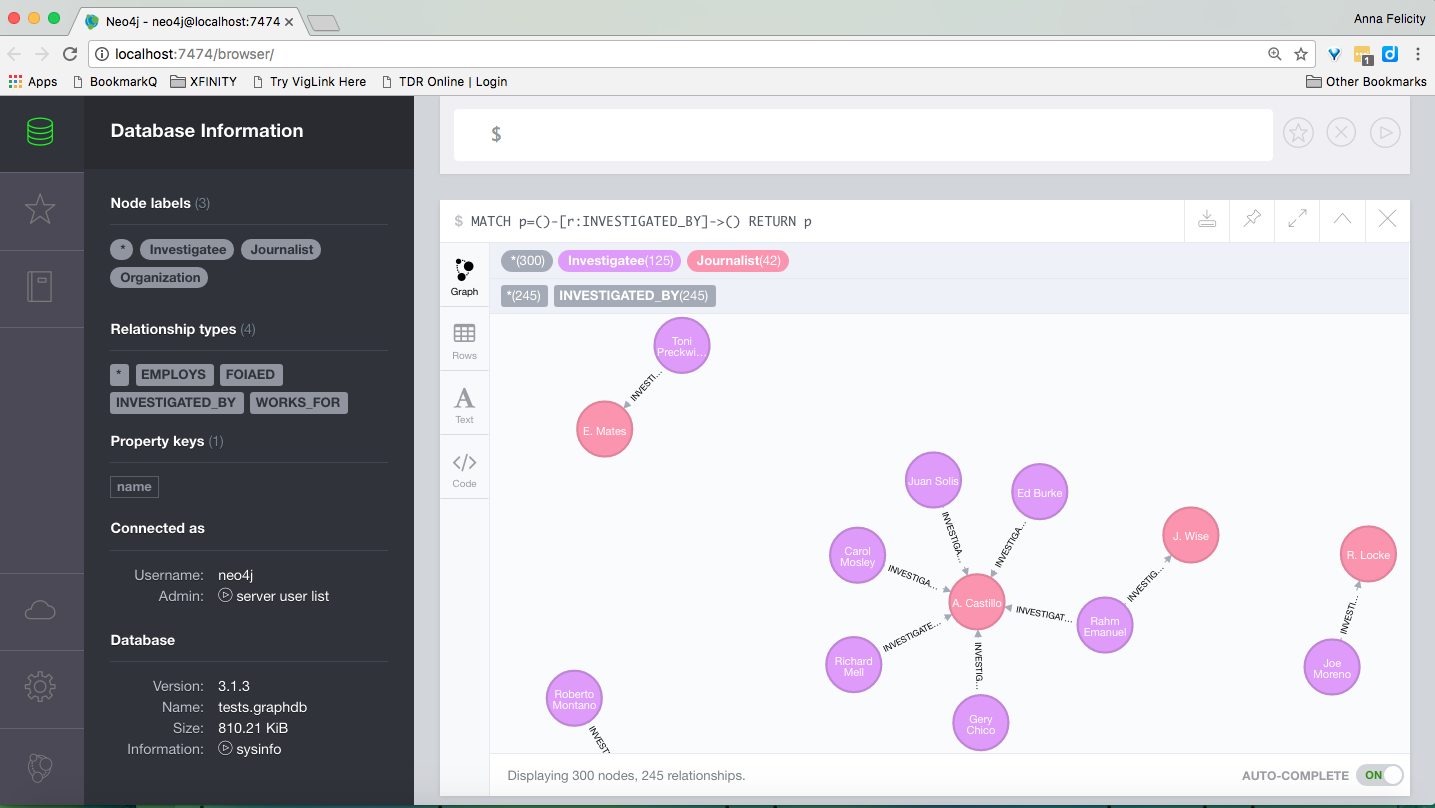 Neo4j - neo4j@localhost:7474
Anna Felicity
localhost:7474/browser/
1
Apps BookmarkQ XFINITY Try VigLink Here TDR Online | Login Other Bookmarks
Database Information
Node labels (3)
* Investigatee Journalist
Organization
Relationship types (4)
* EMPLOYS FOIAED
INVESTIGATED_BY WORKS_FOR
Property keys (1)
name
Connected as
Username: neo4j
Admin: server user list
Database
Version: 3.1.3
Name: tests.graphdb
Size: 810.21 KiB
Information: sysinfo
$
$ MATCH p=()-[r:INVESTIGATED_BY]->() RETURN p
Graph
Rows
A
Text
</>
Code
*(300) Investigatee(125) Journalist(42)
*(245) INVESTIGATED_BY(245)
Toni
Preckwi...
INVESTI...
E. Mates
Juan Solis
Ed Burke
INVESTIGA...
INVESTIGA...
Carol
Mosley
INVESTIGA...
A. Castillo
INVESTIGAT...
Rahm
Emanuel
INVESTIG...
J. Wise
R. Locke
INVESTI...
Joe
Moreno
Richard
Mell
INVESTIGATE...
INVESTIG...
Gery
Chico
Roberto
Montano
INVEST
Displaying 300 nodes, 245 relationships.
AUTO-COMPLETE ON